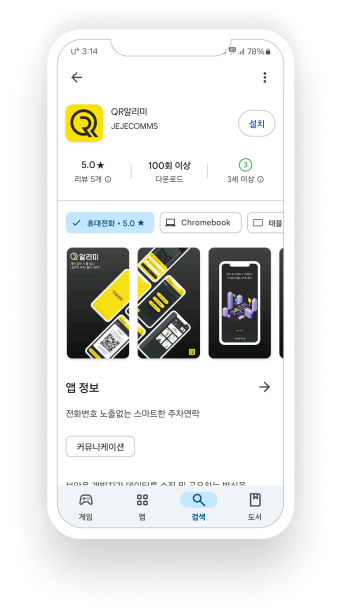 U⁺ 3:14
78%
QR알리미
JEJECOMMS
설치
5.0★
100회 이상
3
리뷰 5개
다운로드
3세 이상
휴대전화 • 5.0 ★
Chromebook
태블
알리미
앱 정보
전화번호 노출없는 스마트한 주차연락
커뮤니케이션
게임
앱
검색
도서